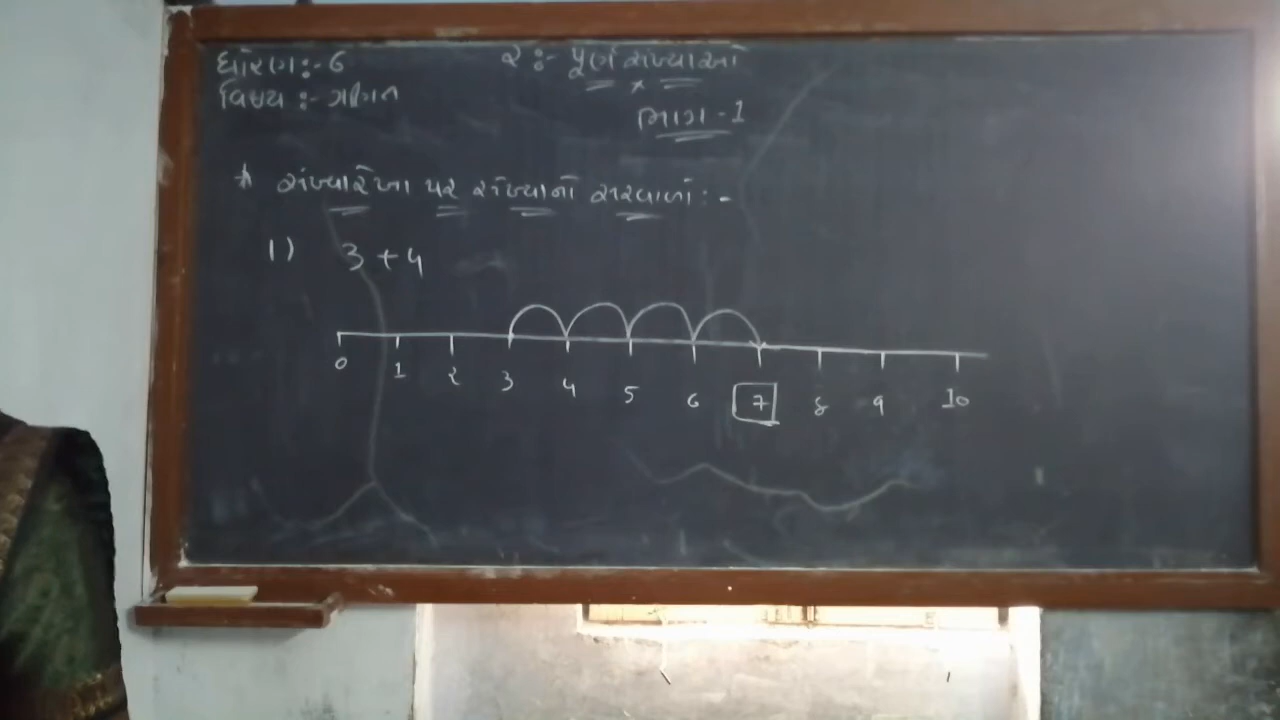 ધોરણ:- 6
૨:- પૂર્ણ સંખ્યાઓ
વિષય:- ગણિત
ભાગ-1
* સંખ્યારેખા પર સંખ્યાનો સરવાળો:-
1) 3+4
0 1 2 3 4 5 6 7 8 9 10